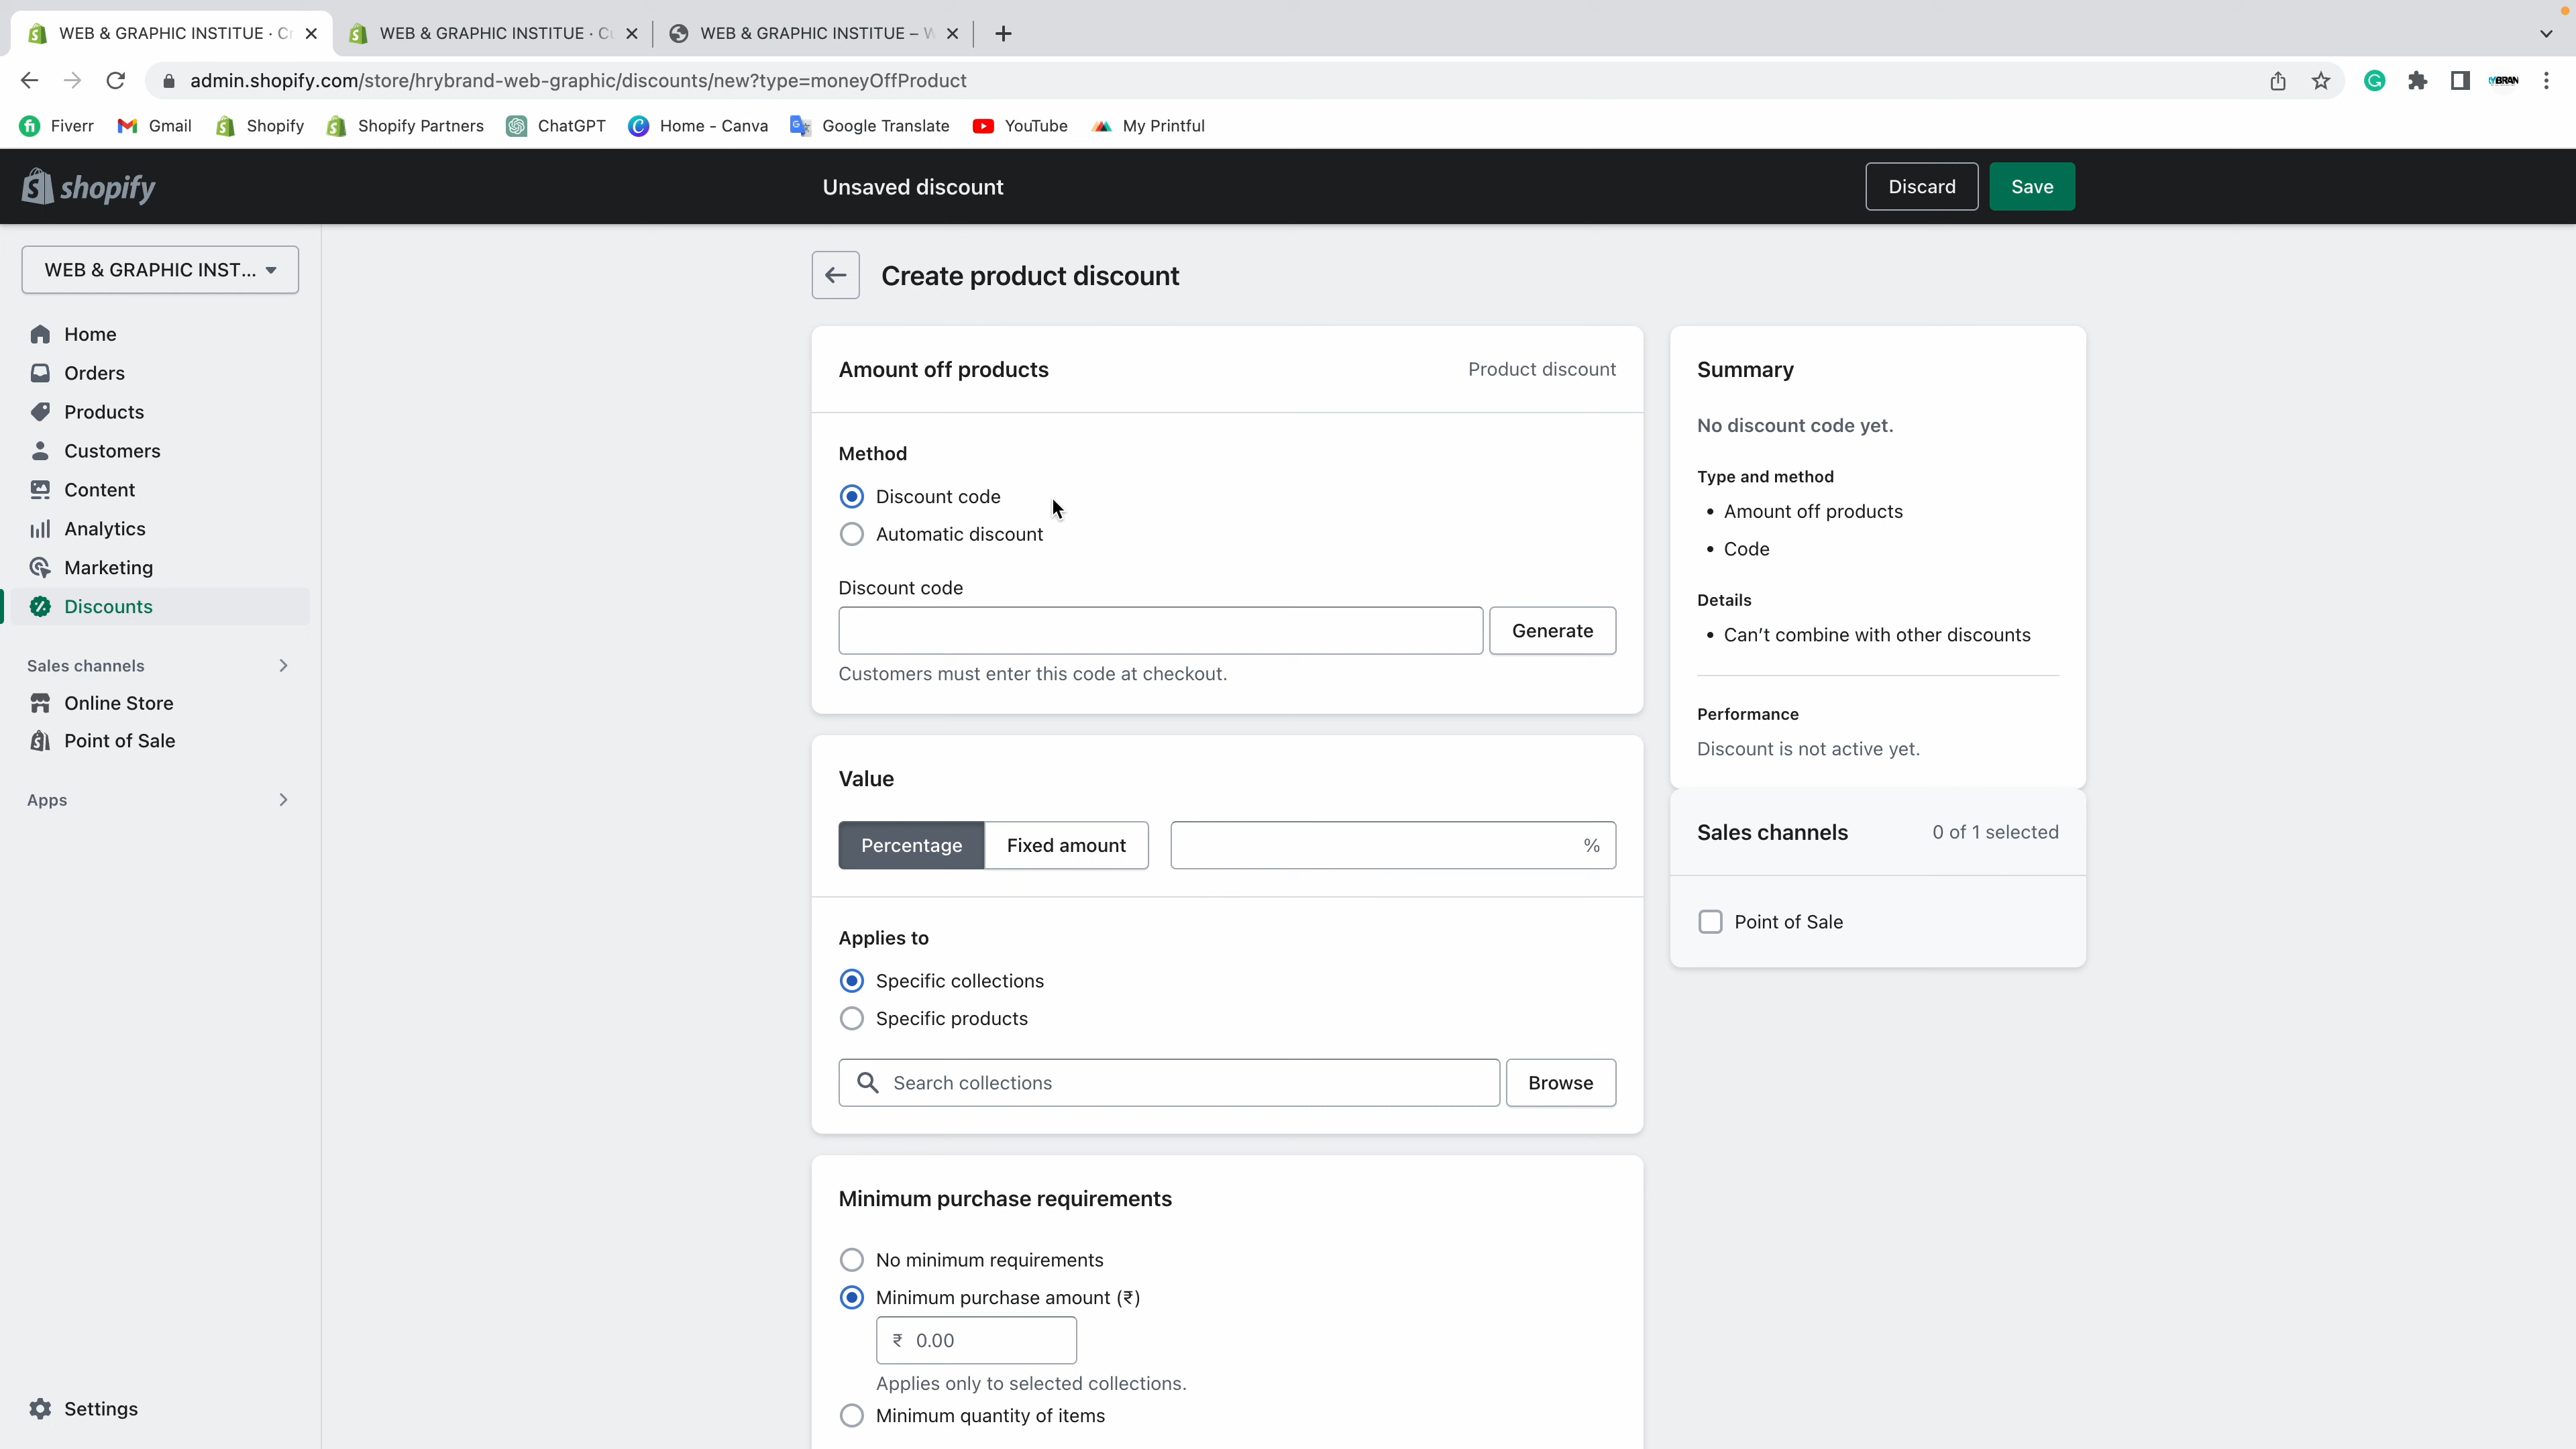 WEB & GRAPHIC INSTITUE · C
WEB & GRAPHIC INSTITUE · C
WEB & GRAPHIC INSTITUE –
admin.shopify.com/store/hrybrand-web-graphic/discounts/new?type=moneyOffProduct
Fiverr Gmail Shopify Shopify Partners ChatGPT Home - Canva Google Translate YouTube My Printful
shopify
Unsaved discount
Discard
Save
WEB & GRAPHIC INST...
Home
Orders
Products
Customers
Content
Analytics
Marketing
Discounts
Sales channels
Online Store
Point of Sale
Apps
Settings
Create product discount
Amount off products
Product discount
Method
Discount code
Automatic discount
Discount code
Generate
Customers must enter this code at checkout.
Value
Percentage
Fixed amount
%
Applies to
Specific collections
Specific products
Search collections
Browse
Minimum purchase requirements
No minimum requirements
Minimum purchase amount (₹)
₹ 0.00
Applies only to selected collections.
Minimum quantity of items
Summary
No discount code yet.
Type and method
• Amount off products
• Code
Details
• Can’t combine with other discounts
Performance
Discount is not active yet.
Sales channels
0 of 1 selected
Point of Sale